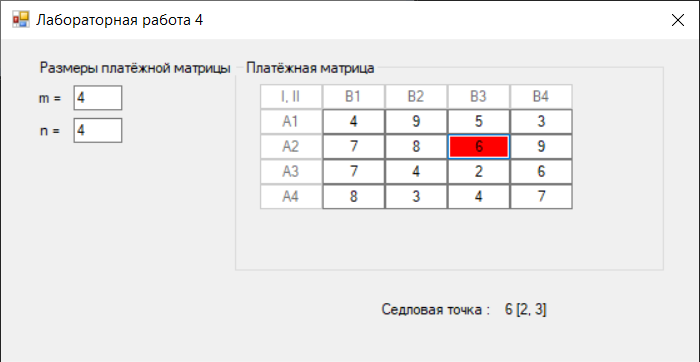 Лабораторная работа 4
Размеры платёжной матрицы
m = 4
n = 4
Платёжная матрица
I, II B1 B2 B3 B4
A1 4 9 5 3
A2 7 8 6 9
A3 7 4 2 6
A4 8 3 4 7
Седловая точка : 6 [2, 3]